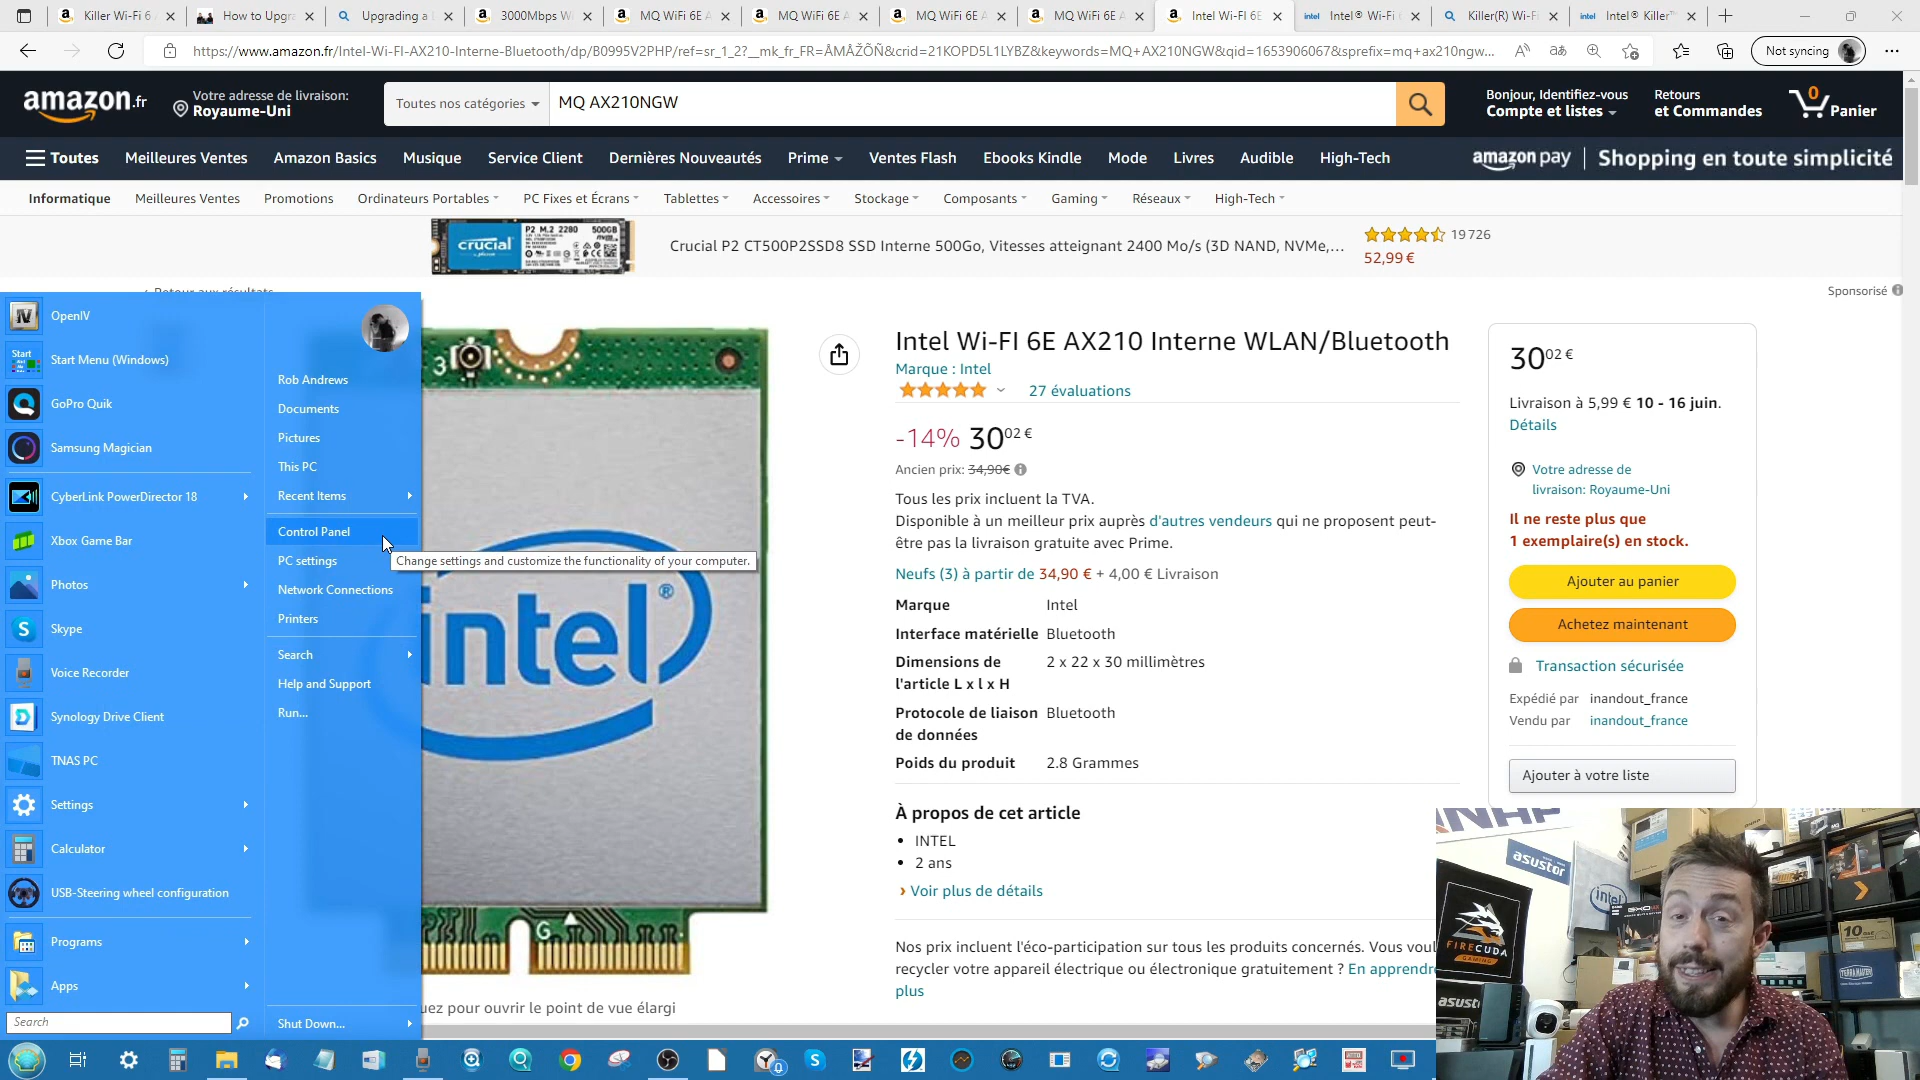 Killer Wi-Fi 6
How to Upgra
Upgrading a
3000Mbps W
MQ WiFi 6E A
MQ WiFi 6E A
MQ WiFi 6E A
MQ WiFi 6E A
Intel Wi-FI 6E
Intel® Wi-Fi
Killer(R) Wi-Fi
Intel® Killer
https://www.amazon.fr/Intel-Wi-FI-AX210-Interne-Bluetooth/dp/B0995V2PHP/ref=sr_1_2?__mk_fr_FR=ÅMÅŽÕÑ&crid=21KOPD5L1LYBZ&keywords=MQ+AX210NGW&qid=1653906067&sprefix=mq+ax210ngw...
Not syncing
amazon.fr
Votre adresse de livraison:
Royaume-Uni
Toutes nos catégories
MQ AX210NGW
Bonjour, Identifiez-vous
Compte et listes
Retours
et Commandes
0
Panier
Toutes
Meilleures Ventes
Amazon Basics
Musique
Service Client
Dernières Nouveautés
Prime
Ventes Flash
Ebooks Kindle
Mode
Livres
Audible
High-Tech
amazon pay
Shopping en toute simplicité
Informatique
Meilleures Ventes
Promotions
Ordinateurs Portables
PC Fixes et Écrans
Tablettes
Accessoires
Stockage
Composants
Gaming
Réseaux
High-Tech
crucial
P2 M.2 2280
500GB
Crucial P2 CT500P2SSD8 SSD Interne 500Go, Vitesses atteignant 2400 Mo/s (3D NAND, NVMe,...
19 726
52,99 €
Retour aux résultats
Sponsorisé
OpenIV
Start
Start Menu (Windows)
GoPro Quik
Samsung Magician
CyberLink PowerDirector 18
Xbox Game Bar
Photos
Skype
Voice Recorder
Synology Drive Client
TNAS PC
Settings
Calculator
USB-Steering wheel configuration
Programs
Apps
Search
Rob Andrews
Documents
Pictures
This PC
Recent Items
Control Panel
PC settings
Network Connections
Printers
Search
Help and Support
Run...
Shut Down...
Change settings and customize the functionality of your computer.
3
intel®
G
uez pour ouvrir le point de vue élargi
Intel Wi-FI 6E AX210 Interne WLAN/Bluetooth
Marque : Intel
27 évaluations
-14% 30,02 €
Ancien prix: 34,90€
Tous les prix incluent la TVA.
Disponible à un meilleur prix auprès d'autres vendeurs qui ne proposent peut-
être pas la livraison gratuite avec Prime.
Neufs (3) à partir de 34,90 € + 4,00 € Livraison
Marque Intel
Interface matérielle Bluetooth
Dimensions de 2 x 22 x 30 millimètres
l'article L x l x H
Protocole de liaison Bluetooth
de données
Poids du produit 2.8 Grammes
À propos de cet article
INTEL
2 ans
Voir plus de détails
Nos prix incluent l'éco-participation sur tous les produits concernés. Vous voul
recycler votre appareil électrique ou électronique gratuitement ? En apprendre
plus
30,02 €
Livraison à 5,99 € 10 - 16 juin.
Détails
Votre adresse de
livraison: Royaume-Uni
Il ne reste plus que
1 exemplaire(s) en stock.
Ajouter au panier
Achetez maintenant
Transaction sécurisée
Expédié par inandout_france
Vendu par inandout_france
Ajouter à votre liste
asustor
intel
FIRECUDA
GAMING
asust